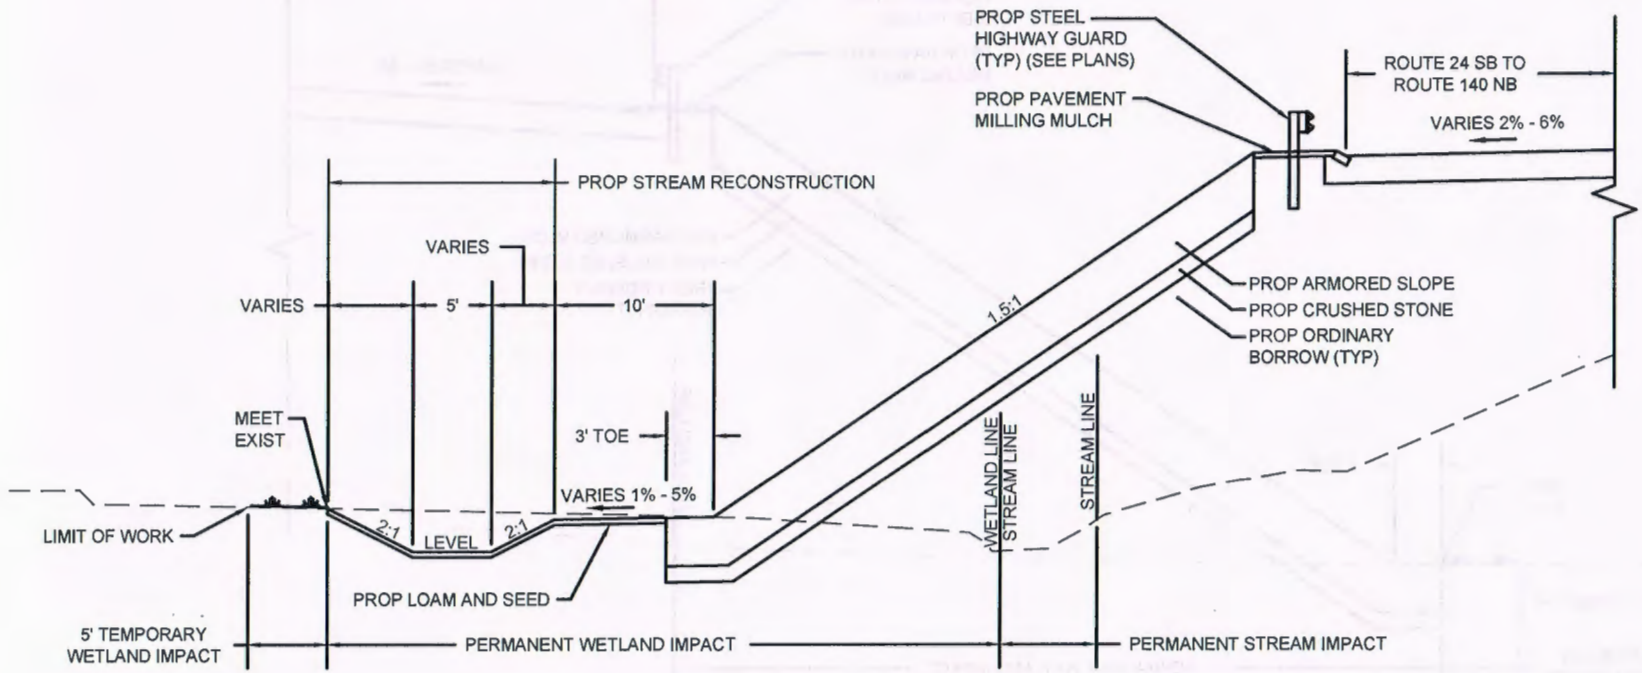 PROP STEEL
HIGHWAY GUARD
(TYP) (SEE PLANS)
ROUTE 24 SB TO
ROUTE 140 NB
PROP PAVEMENT
MILLING MULCH
VARIES 2% - 6%
PROP STREAM RECONSTRUCTION
VARIES
VARIES
5'
10'
1.5:1
PROP ARMORED SLOPE
PROP CRUSHED STONE
PROP ORDINARY
BORROW (TYP)
MEET
EXIST
3' TOE
WETLAND LINE
STREAM LINE
STREAM LINE
VARIES 1% - 5%
LIMIT OF WORK
2:1
LEVEL
2:1
PROP LOAM AND SEED
5' TEMPORARY
WETLAND IMPACT
PERMANENT WETLAND IMPACT
PERMANENT STREAM IMPACT